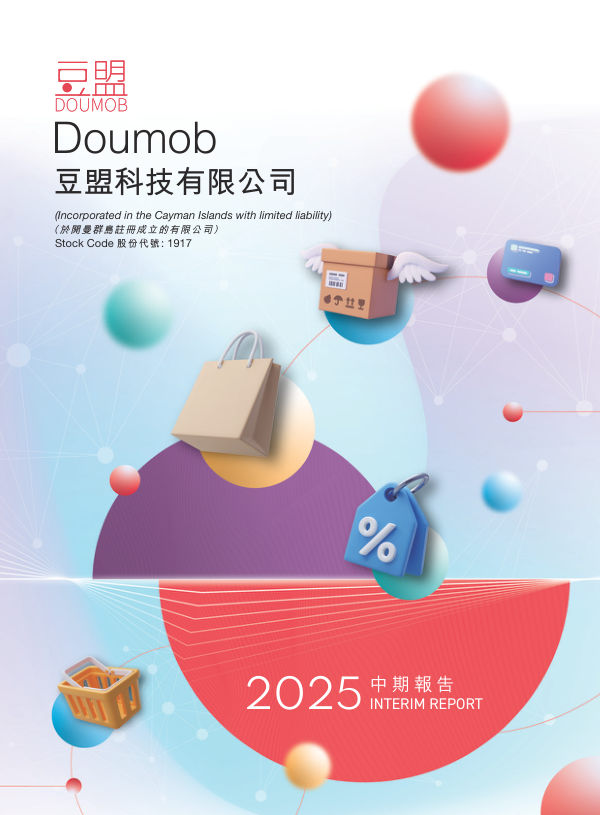 豆盟
DOUMOB
Doumob
豆盟科技有限公司
(Incorporated in the Cayman Islands with limited liability)
（於開曼群島註冊成立的有限公司）
Stock Code 股份代號：1917
%
2025 中期報告
INTERIM REPORT